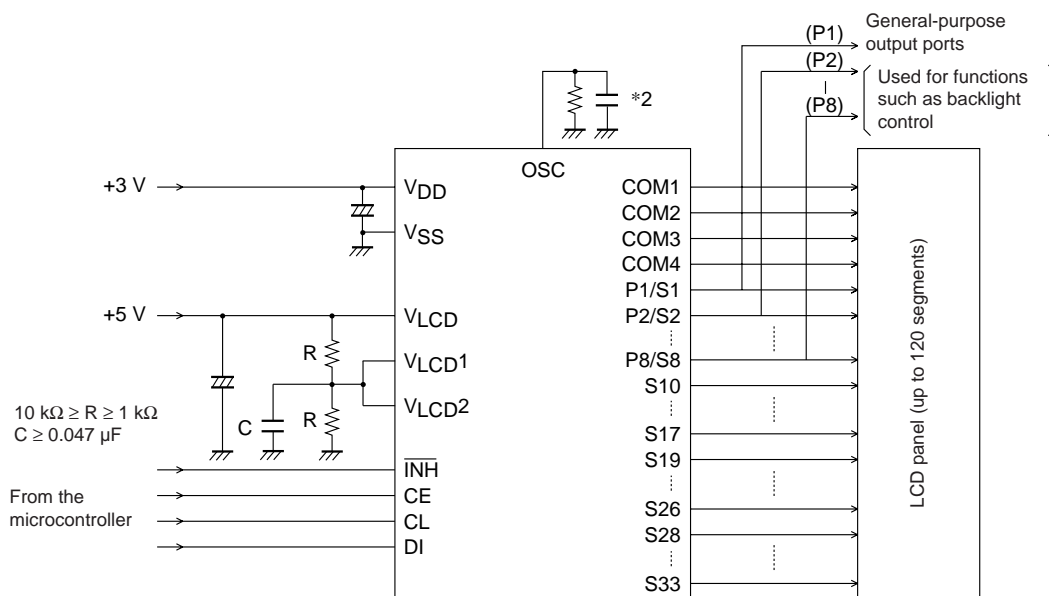 (P1)
General-purpose
output ports
(P2)
(P8)
Used for functions
such as backlight
control
*2
OSC
+3 V
VDD
VSS
+5 V
VLCD
R
VLCD1
VLCD2
C
R
10 kΩ ≥ R ≥ 1 kΩ
C ≥ 0.047 µF
INH
From the
microcontroller
CE
CL
DI
COM1
COM2
COM3
COM4
P1/S1
P2/S2
P8/S8
S10
S17
S19
S26
S28
S33
LCD panel (up to 120 segments)